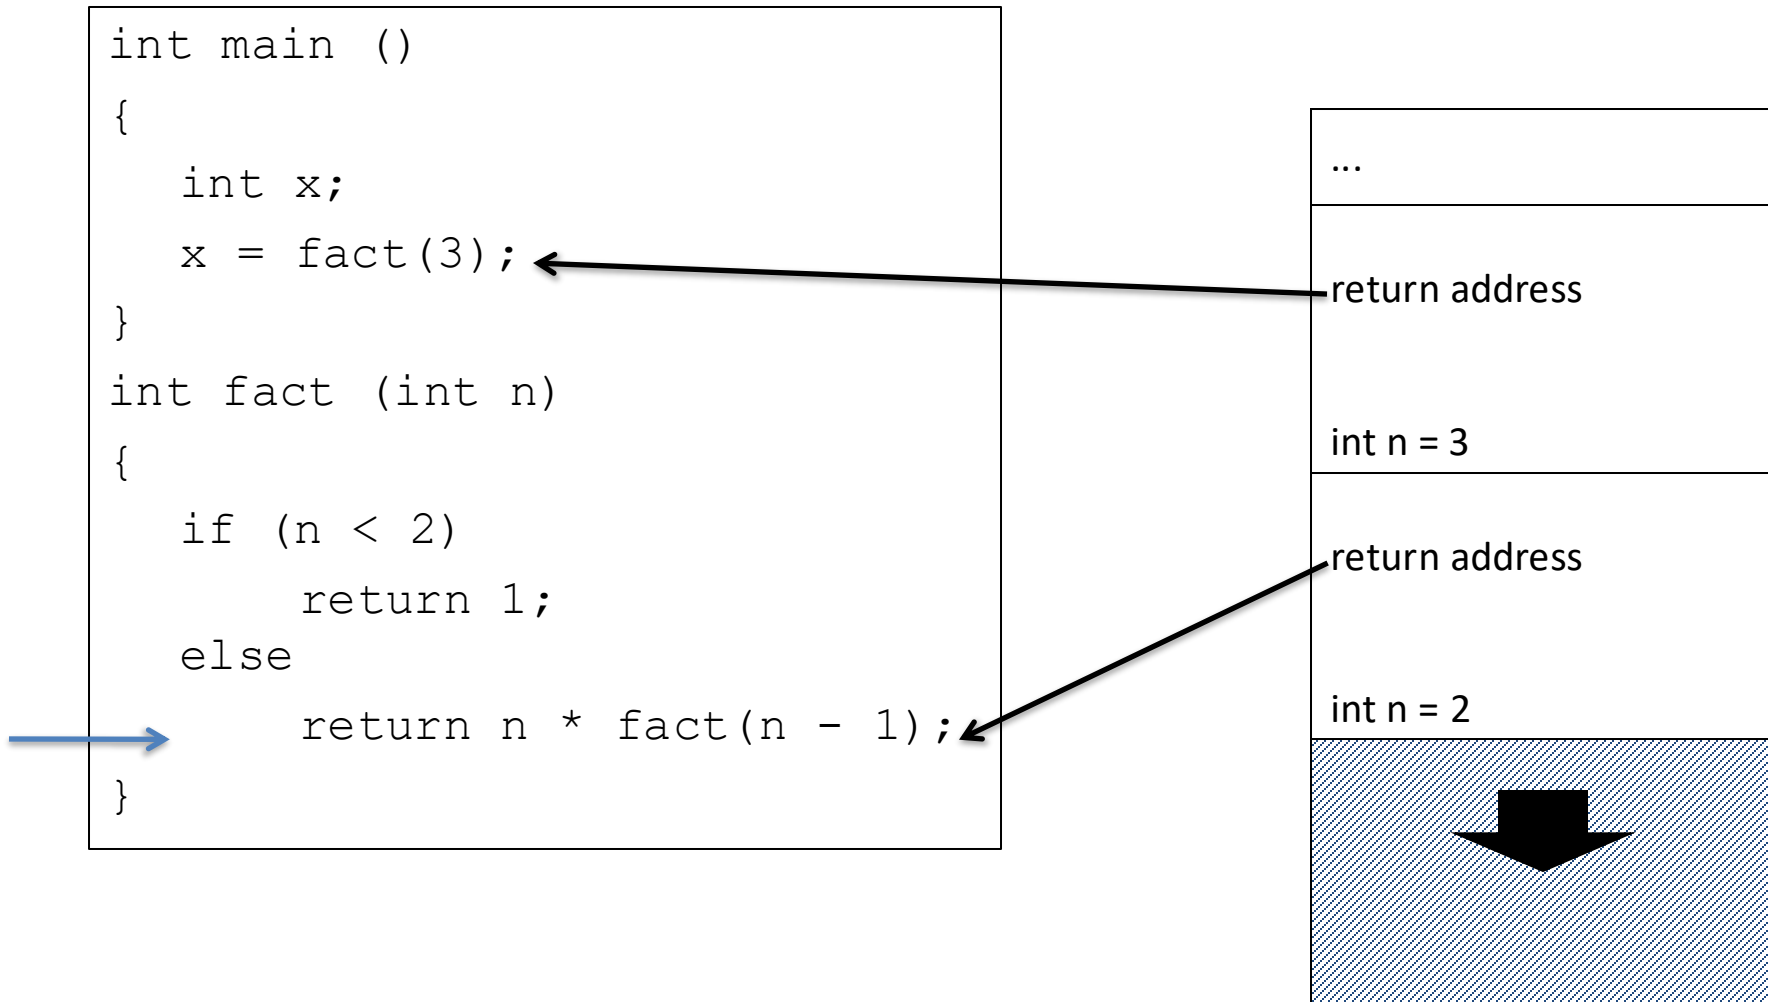 int main ()
{
int x;
x = fact(3);
}
int fact (int n)
{
if (n < 2)
return 1;
else
return n * fact(n - 1);
}
...
return address
int n = 3
return address
int n = 2